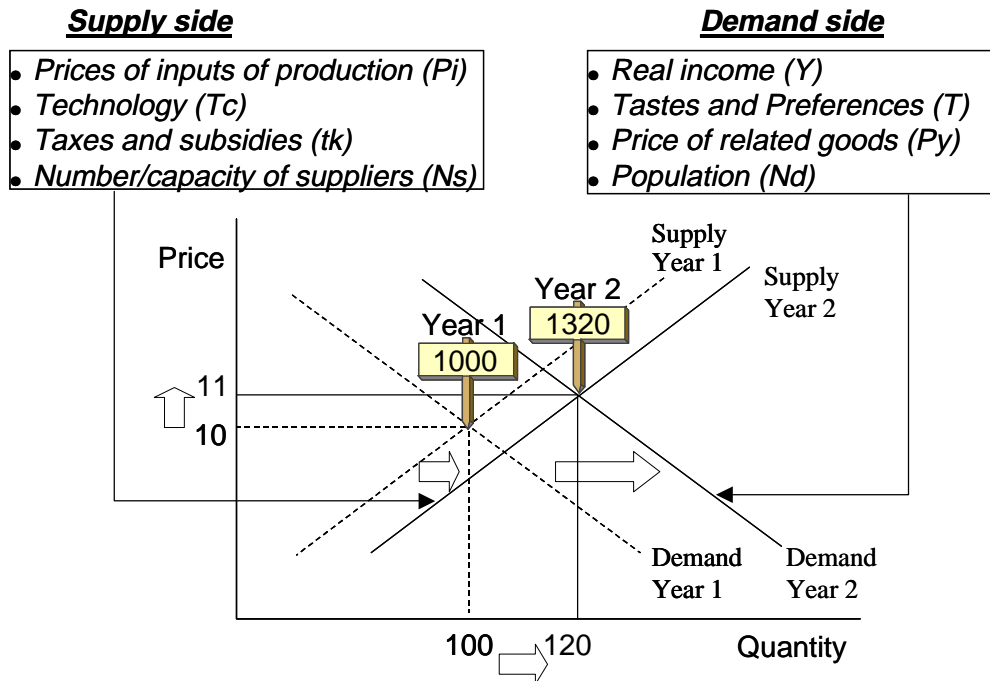 Supply side
• Prices of inputs of production (Pi)
• Technology (Tc)
• Taxes and subsidies (tk)
• Number/capacity of suppliers (Ns)
Demand side
• Real income (Y)
• Tastes and Preferences (T)
• Price of related goods (Py)
• Population (Nd)
Price
Supply
Year 1
Supply
Year 2
Year 1
1000
Year 2
1320
11
10
Demand
Year 1
Demand
Year 2
100
120
Quantity